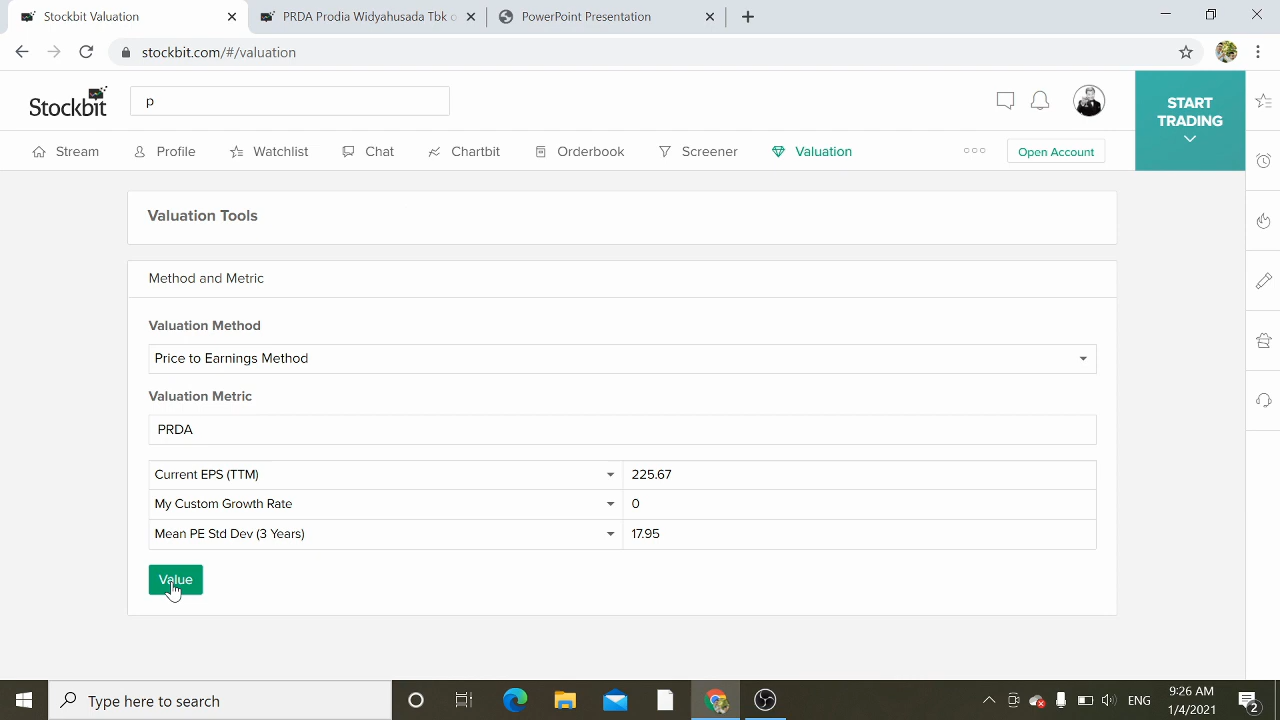 Stockbit Valuation
PRDA Prodia Widyahusada Tbk o
PowerPoint Presentation
stockbit.com/#/valuation
Stockbit
p
START
TRADING
Stream
Profile
Watchlist
Chat
Chartbit
Orderbook
Screener
Valuation
Open Account
Valuation Tools
Method and Metric
Valuation Method
Price to Earnings Method
Valuation Metric
PRDA
Current EPS (TTM) 225.67
My Custom Growth Rate 0
Mean PE Std Dev (3 Years) 17.95
Value
Type here to search
ENG
9:26 AM
1/4/2021
2